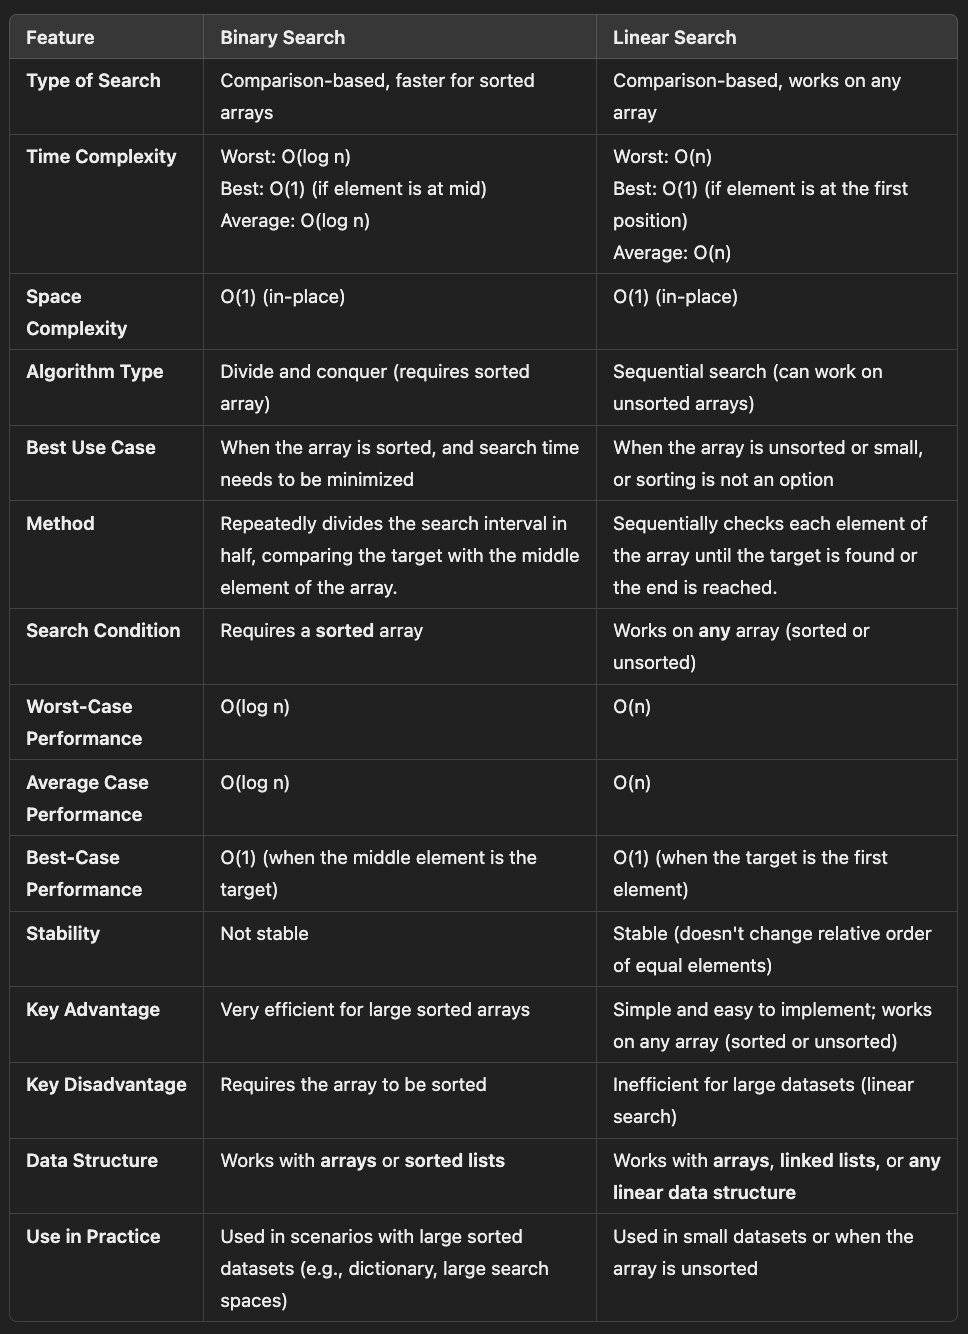 Feature Binary Search Linear Search
Type of Search Comparison-based, faster for sorted Comparison-based, works on any
arrays array
Time Complexity Worst: O(log n) Worst: O(n)
Best: O(1) (if element is at mid) Best: O(1) (if element is at the first
Average: O(log n) position)
Average: O(n)
Space O(1) (in-place) O(1) (in-place)
Complexity
Algorithm Type Divide and conquer (requires sorted Sequential search (can work on
array) unsorted arrays)
Best Use Case When the array is sorted, and search time When the array is unsorted or small,
needs to be minimized or sorting is not an option
Method Repeatedly divides the search interval in Sequentially checks each element of
half, comparing the target with the middle the array until the target is found or
element of the array. the end is reached.
Search Condition Requires a sorted array Works on any array (sorted or
unsorted)
Worst-Case O(log n) O(n)
Performance
Average Case O(log n) O(n)
Performance
Best-Case O(1) (when the middle element is the O(1) (when the target is the first
Performance target) element)
Stability Not stable Stable (doesn't change relative order
of equal elements)
Key Advantage Very efficient for large sorted arrays Simple and easy to implement; works
on any array (sorted or unsorted)
Key Disadvantage Requires the array to be sorted Inefficient for large datasets (linear
search)
Data Structure Works with arrays or sorted lists Works with arrays, linked lists, or any
linear data structure
Use in Practice Used in scenarios with large sorted Used in small datasets or when the
datasets (e.g., dictionary, large search array is unsorted
spaces)